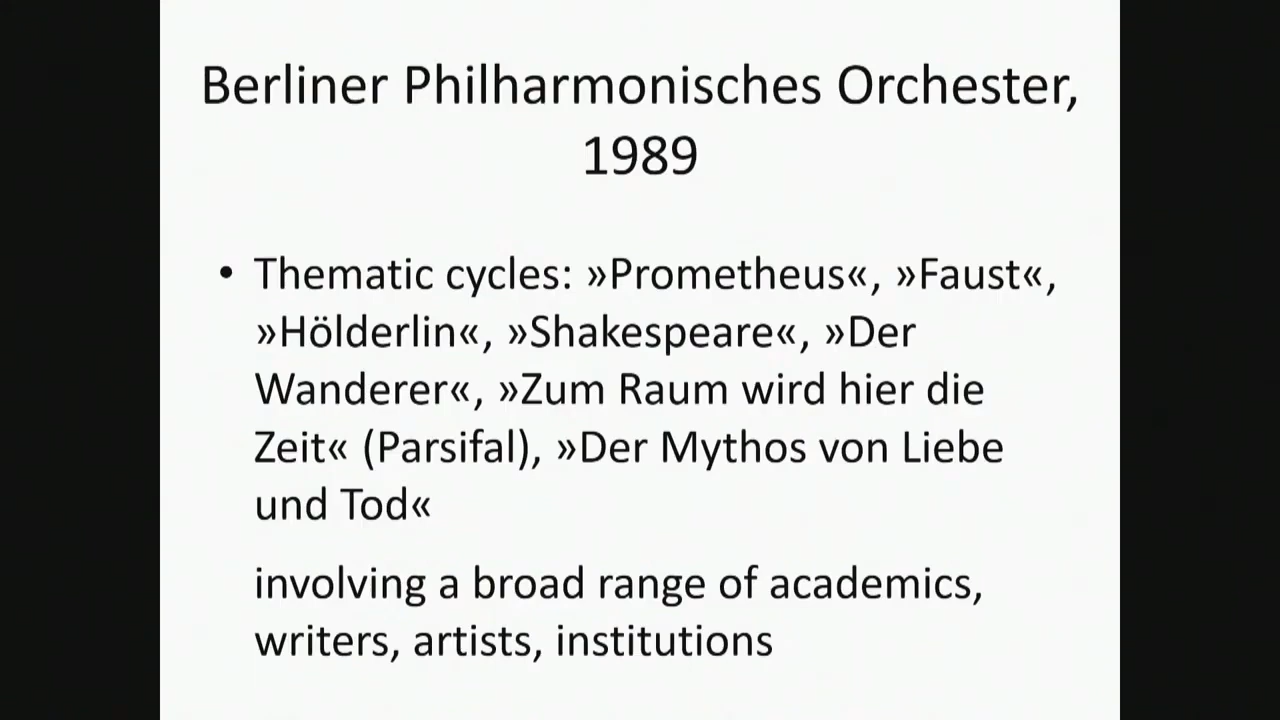 Berliner Philharmonisches Orchester,
1989
• Thematic cycles: »Prometheus«, »Faust«,
»Hölderlin«, »Shakespeare«, »Der
Wanderer«, »Zum Raum wird hier die
Zeit« (Parsifal), »Der Mythos von Liebe
und Tod«
involving a broad range of academics,
writers, artists, institutions